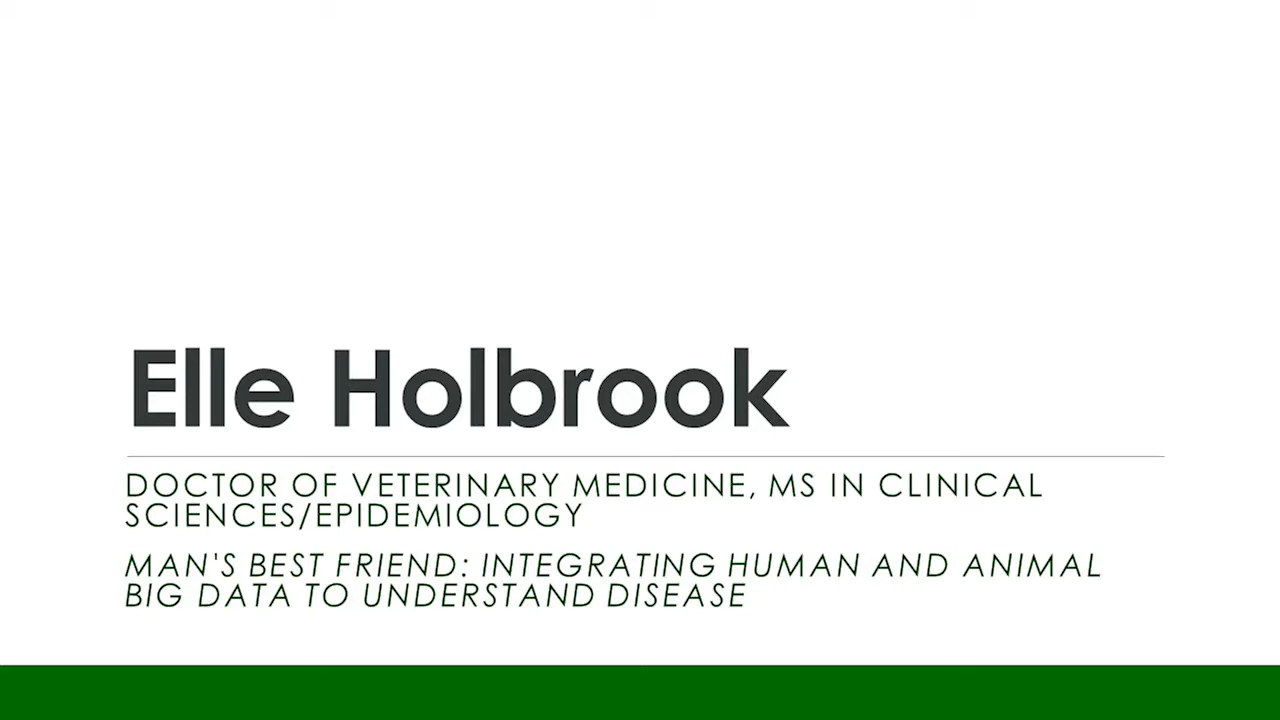 Elle Holbrook
DOCTOR OF VETERINARY MEDICINE, MS IN CLINICAL
SCIENCES/EPIDEMIOLOGY
MAN'S BEST FRIEND: INTEGRATING HUMAN AND ANIMAL
BIG DATA TO UNDERSTAND DISEASE